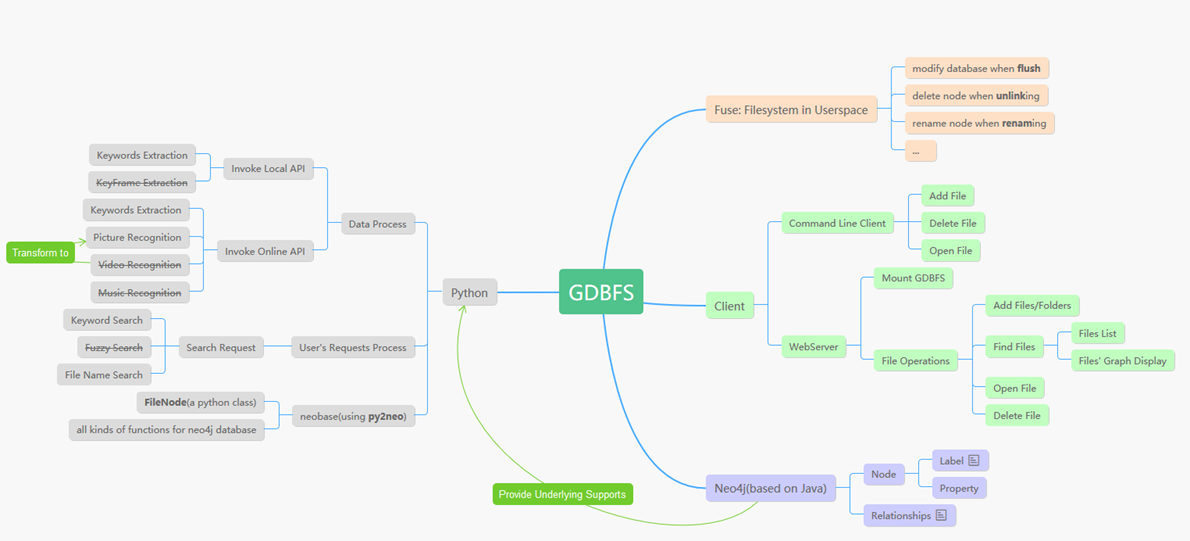 GDBFS
Fuse: Filesystem in Userspace
modify database when flush
delete node when unlinking
rename node when renaming
...
Client
Command Line Client
Add File
Delete File
Open File
WebServer
Mount GDBFS
File Operations
Add Files/Folders
Find Files
Files List
Files' Graph Display
Open File
Delete File
Neo4j(based on Java)
Node
Label
Property
Relationships
Provide Underlying Supports
Python
Data Process
Invoke Local API
Keywords Extraction
KeyFrame Extraction
Invoke Online API
Keywords Extraction
Picture Recognition
Video Recognition
Music Recognition
Transform to
User's Requests Process
Search Request
Keyword Search
Fuzzy Search
File Name Search
neobase(using py2neo)
FileNode(a python class)
all kinds of functions for neo4j database